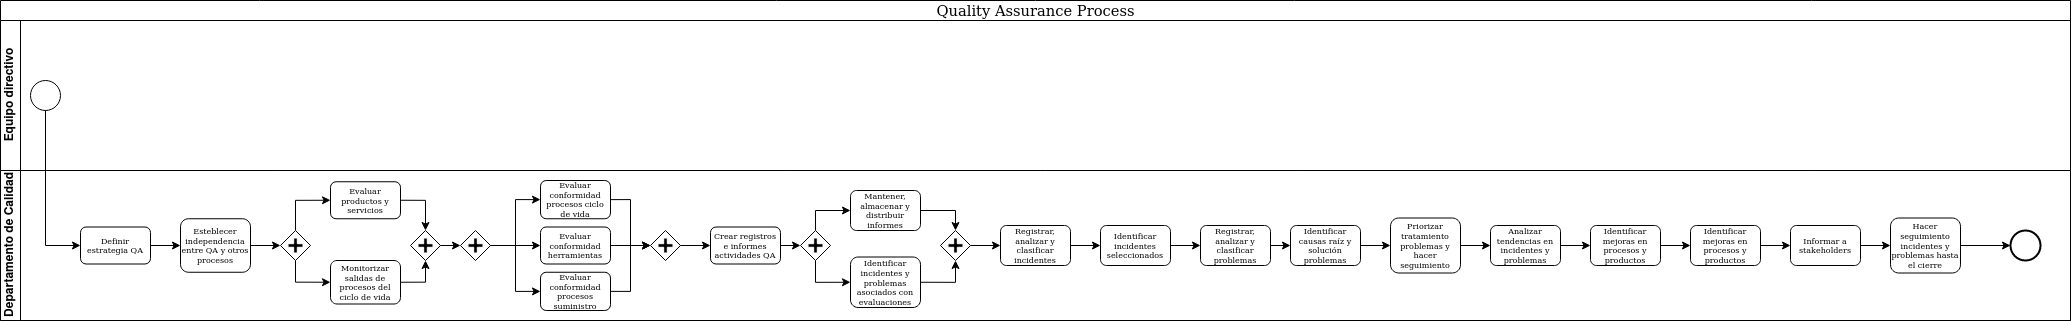 Quality Assurance Process
Equipo directivo
Departamento de Calidad
Definir
estrategia QA
Esteblecer
independencia
entre QA y otros
procesos
Evaluar
productos y
servicios
Monitorizar
salidas de
procesos del
ciclo de vida
Evaluar
conformidad
procesos ciclo
de vida
Evaluar
conformidad
herramientas
Evaluar
conformidad
procesos
suministro
Crear registros
e informes
actividades QA
Mantener,
almacenar y
distribuir
informes
Identificar
incidentes y
problemas
asociados con
evaluaciones
Registrar,
analizar y
clasificar
incidentes
Identificar
incidentes
seleccionados
Registrar,
analizar y
clasificar
problemas
Identificar
causas raíz y
solución
problemas
Priorizar
tratamiento
problemas y
hacer
seguimiento
Analizar
tendencias en
incidentes y
problemas
Identificar
mejoras en
procesos y
productos
Identificar
mejoras en
procesos y
productos
Informar a
stakeholders
Hacer
seguimiento
incidentes y
problemas hasta
el cierre